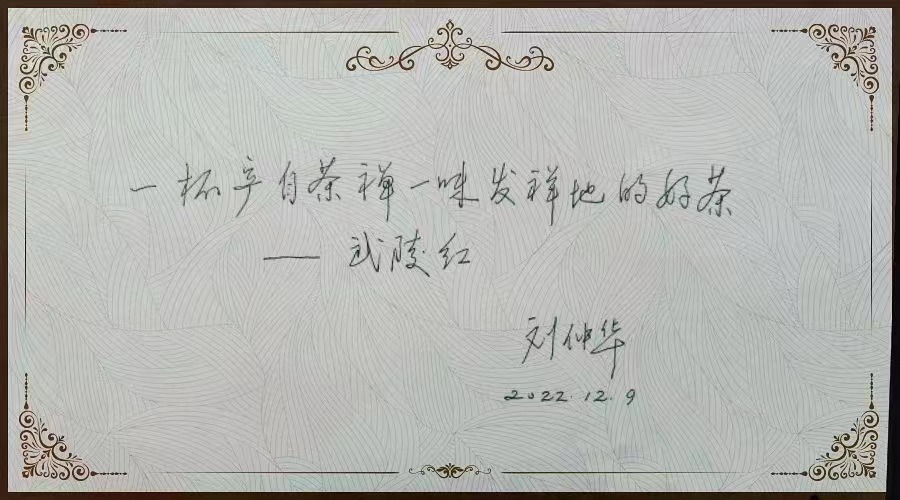 一杯产自茶禅一味发祥地的好茶
—— 武陵红
刘仲华
2022.12.9